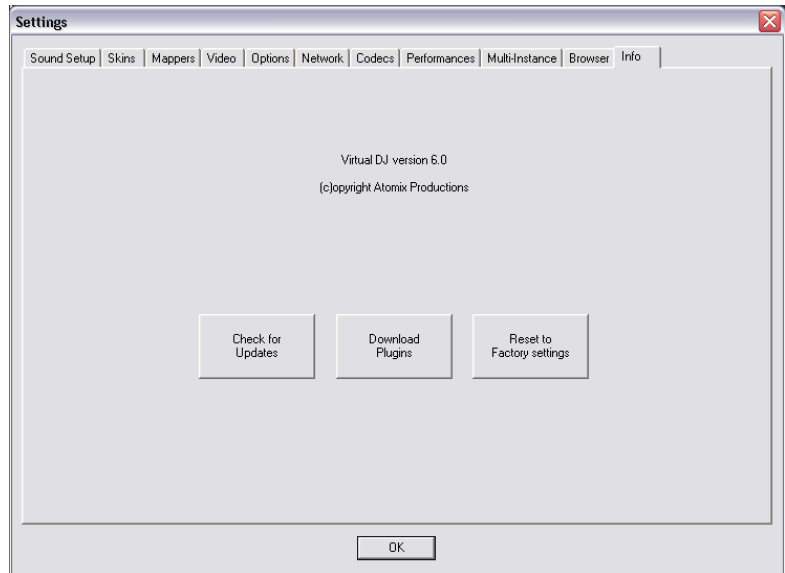 Settings
Sound Setup Skins Mappers Video Options Network Codecs Performances Multi-Instance Browser Info
Virtual DJ version 6.0
(c)opyright Atomix Productions
Check for
Updates
Download
Plugins
Reset to
Factory settings
OK